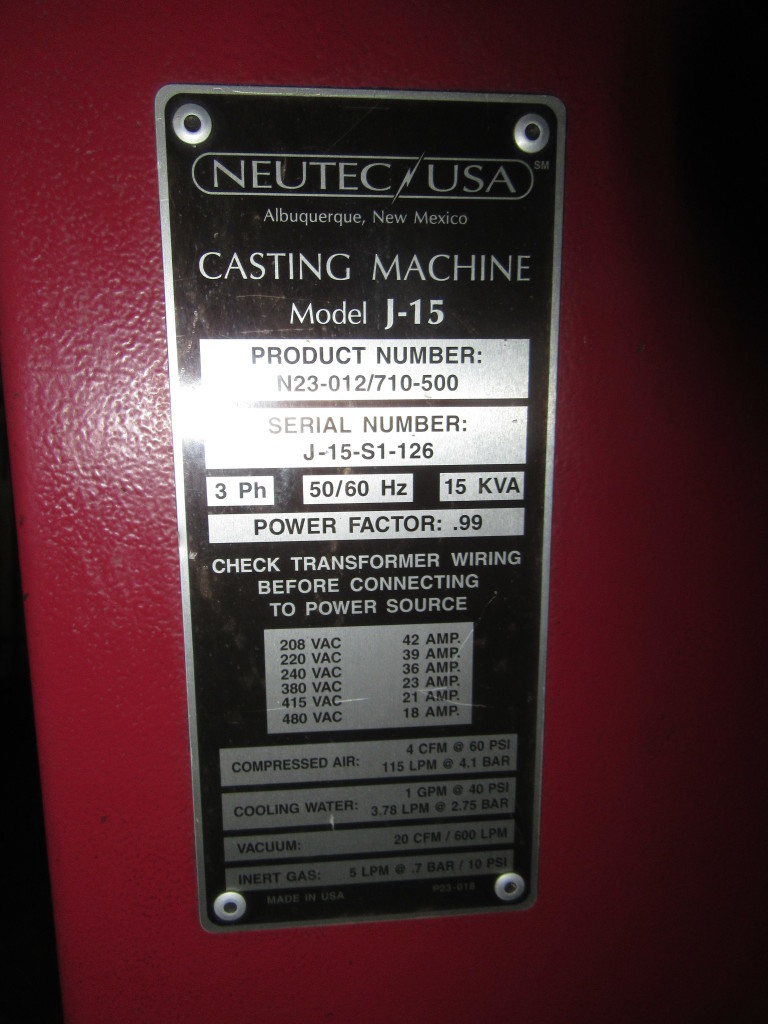 NEUTEC USA SM
Albuquerque, New Mexico
CASTING MACHINE
Model J-15
PRODUCT NUMBER:
N23-012/710-500
SERIAL NUMBER:
J-15-S1-126
3 Ph 50/60 Hz 15 KVA
POWER FACTOR: .99
CHECK TRANSFORMER WIRING
BEFORE CONNECTING
TO POWER SOURCE
208 VAC 42 AMP.
220 VAC 39 AMP.
240 VAC 36 AMP.
380 VAC 23 AMP.
415 VAC 21 AMP.
480 VAC 18 AMP.
COMPRESSED AIR: 4 CFM @ 60 PSI
115 LPM @ 4.1 BAR
COOLING WATER: 1 GPM @ 40 PSI
3.78 LPM @ 2.75 BAR
VACUUM: 20 CFM / 600 LPM
INERT GAS: 5 LPM @ .7 BAR / 10 PSI
MADE IN USA P23-018